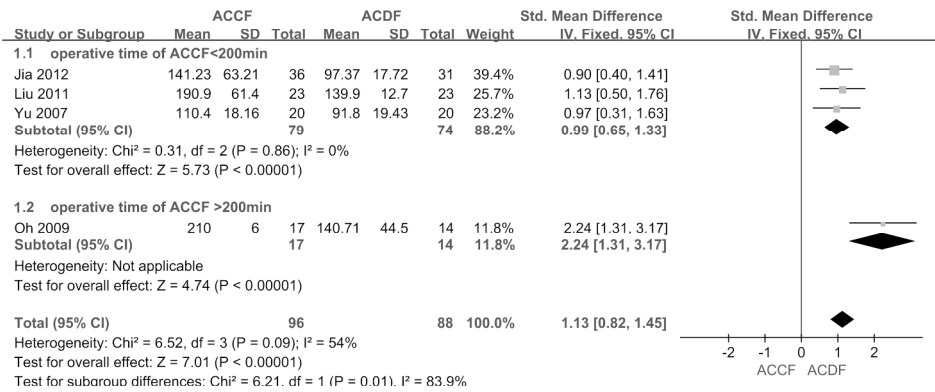 ACCF ACDF Std. Mean Difference Std. Mean Difference
Study or Subgroup Mean SD Total Mean SD Total Weight IV, Fixed, 95% CI IV, Fixed, 95% CI
1.1 operative time of ACCF<200min
Jia 2012 141.23 63.21 36 97.37 17.72 31 39.4% 0.90 [0.40, 1.41]
Liu 2011 190.9 61.4 23 139.9 12.7 23 25.7% 1.13 [0.50, 1.76]
Yu 2007 110.4 18.16 20 91.8 19.43 20 23.2% 0.97 [0.31, 1.63]
Subtotal (95% CI) 79 74 88.2% 0.99 [0.65, 1.33]
Heterogeneity: Chi² = 0.31, df = 2 (P = 0.86); I² = 0%
Test for overall effect: Z = 5.73 (P < 0.00001)
1.2 operative time of ACCF >200min
Oh 2009 210 6 17 140.71 44.5 14 11.8% 2.24 [1.31, 3.17]
Subtotal (95% CI) 17 14 11.8% 2.24 [1.31, 3.17]
Heterogeneity: Not applicable
Test for overall effect: Z = 4.74 (P < 0.00001)
Total (95% CI) 96 88 100.0% 1.13 [0.82, 1.45]
Heterogeneity: Chi² = 6.52, df = 3 (P = 0.09); I² = 54%
Test for overall effect: Z = 7.01 (P < 0.00001)
Test for subgroup differences: Chi² = 6.21, df = 1 (P = 0.01), I² = 83.9%
-2 -1 0 1 2
ACCF ACDF